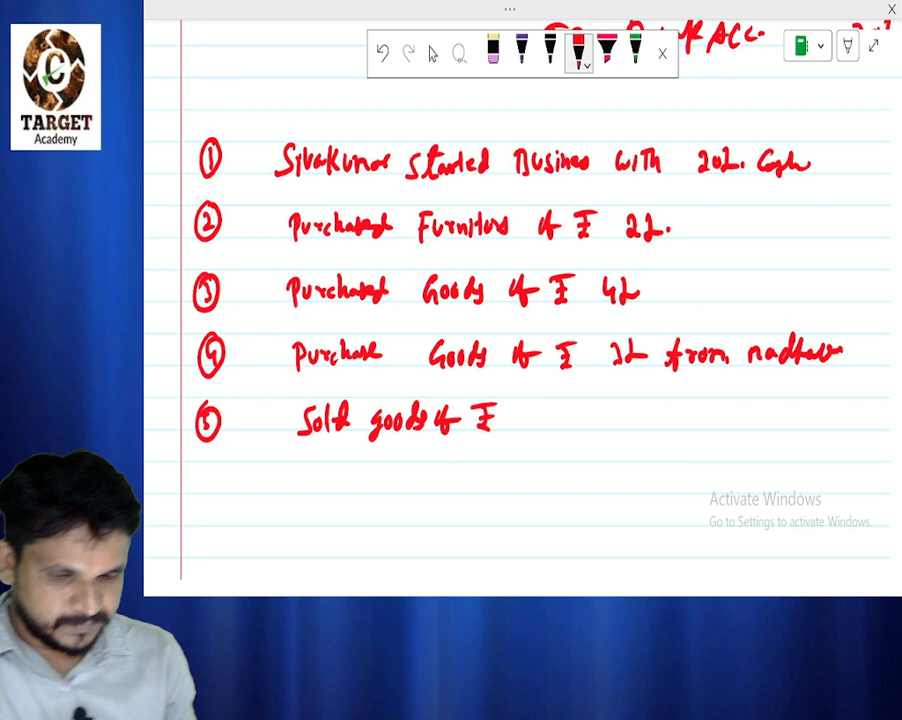 TARGET
Academy
ACC.
① Sivakumar Started Business with 20L. Cash
② Purchased Furniture of ₹ 2L.
③ Purchased Goods of ₹ 4L
④ Purchase Goods of ₹ 2L from
⑤ Sold goods of ₹
Activate Windows
Go to Settings to activate Windows.